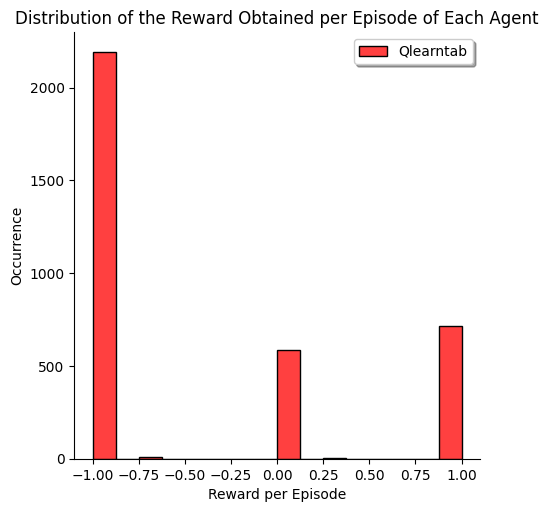 Distribution of the Reward Obtained per Episode of Each Agent
Qlearntab
2000
1500
1000
500
0
Occurrence
−1.00 −0.75 −0.50 −0.25 0.00 0.25 0.50 0.75 1.00
Reward per Episode